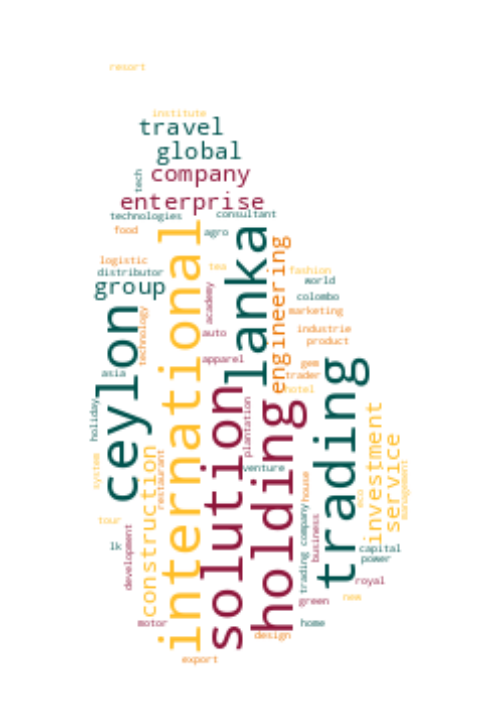 resort
institute
travel
global
tech
company
enterprise
technologies
consultant
food
agro
international
lanka
engineering
logistic
distributor
tea
fashion
world
group
academy
colombo
ceylon
technology
marketing
auto
industrie
product
apparel
gem
asia
trader
hotel
solution
holding
trading
holiday
plantation
investment
service
system
construction
restaurant
venture
management
house
eco
tour
trading company
business
lk
development
capital
power
royal
green
new
motor
home
design
export